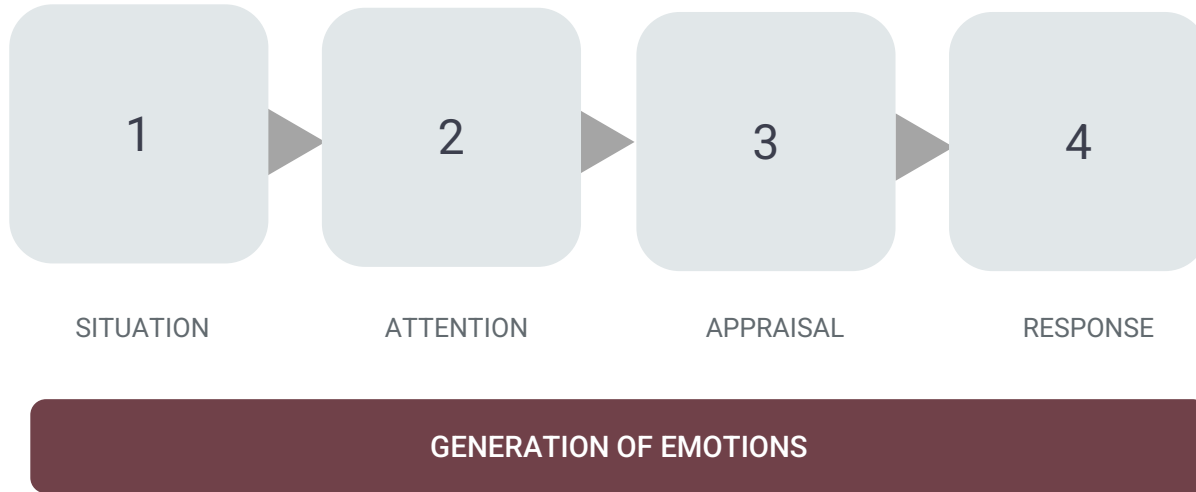 1
2
3
4
SITUATION
ATTENTION
APPRAISAL
RESPONSE
GENERATION OF EMOTIONS